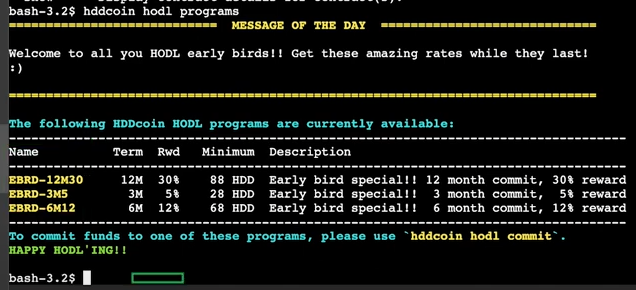 bash-3.2$ hddcoin hodl programs
============================ MESSAGE OF THE DAY =============================
Welcome to all you HODL early birds!! Get these amazing rates while they last!
:)
===============================================================================
The following HDDcoin HODL programs are currently available:
-----------------------------------------------------------------------------------
Name Term Rwd Minimum Description
-----------------------------------------------------------------------------------
EBRD-12M30 12M 30% 88 HDD Early bird special!! 12 month commit, 30% reward
EBRD-3M5 3M 5% 28 HDD Early bird special!! 3 month commit, 5% reward
EBRD-6M12 6M 12% 68 HDD Early bird special!! 6 month commit, 12% reward
-----------------------------------------------------------------------------------
To commit funds to one of these programs, please use `hddcoin hodl commit`.
HAPPY HODL'ING!!
bash-3.2$